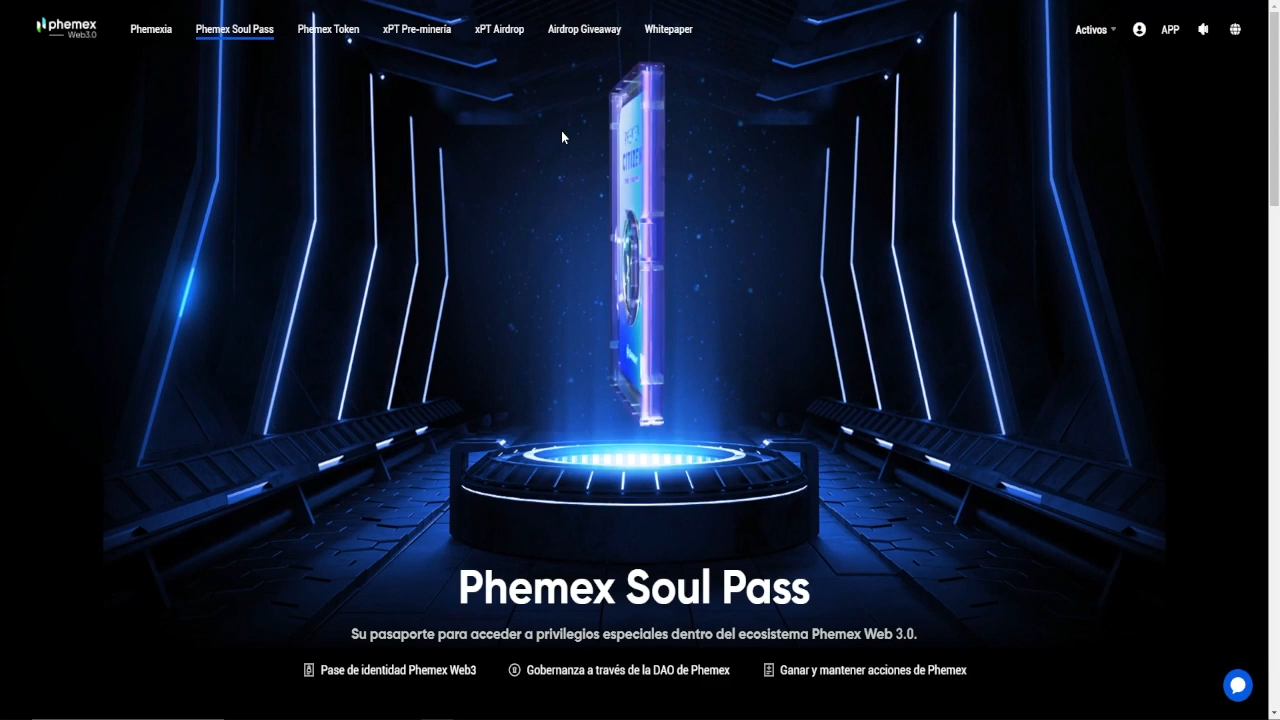 phemex
Web3.0
Phemexia
Phemex Soul Pass
Phemex Token
xPT Pre-minería
xPT Airdrop
Airdrop Giveaway
Whitepaper
Activos
APP
CITIZEN
Phemex Soul Pass
Su pasaporte para acceder a privilegios especiales dentro del ecosistema Phemex Web 3.0.
Pase de identidad Phemex Web3
Gobernanza a través de la DAO de Phemex
Ganar y mantener acciones de Phemex